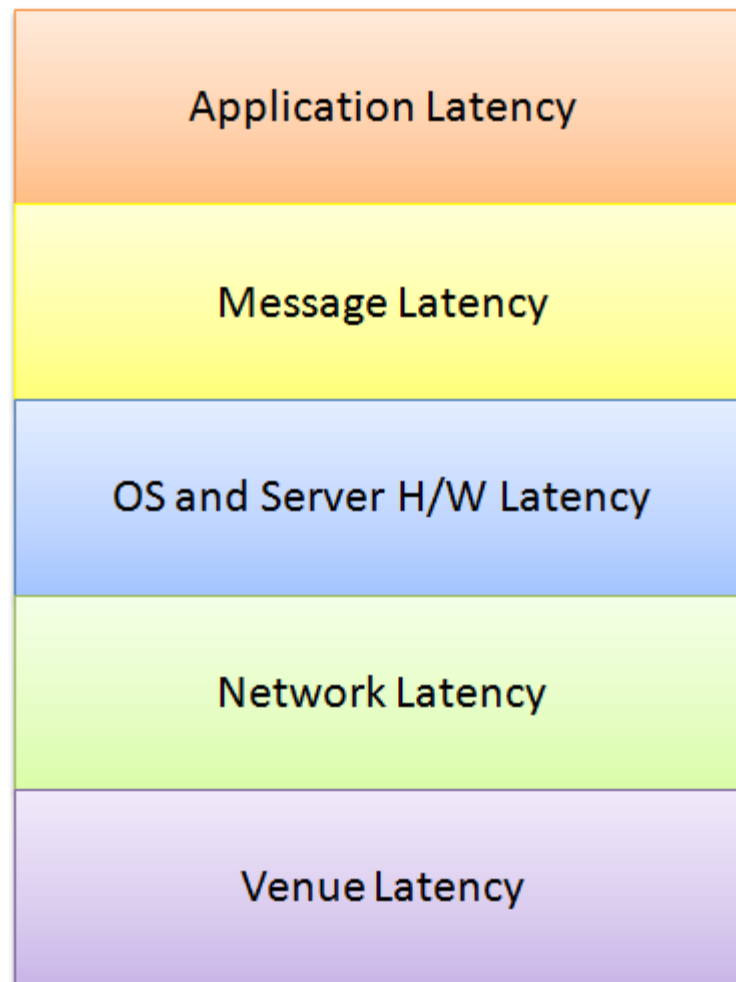 Application Latency
Message Latency
OS and Server H/W Latency
Network Latency
Venue Latency